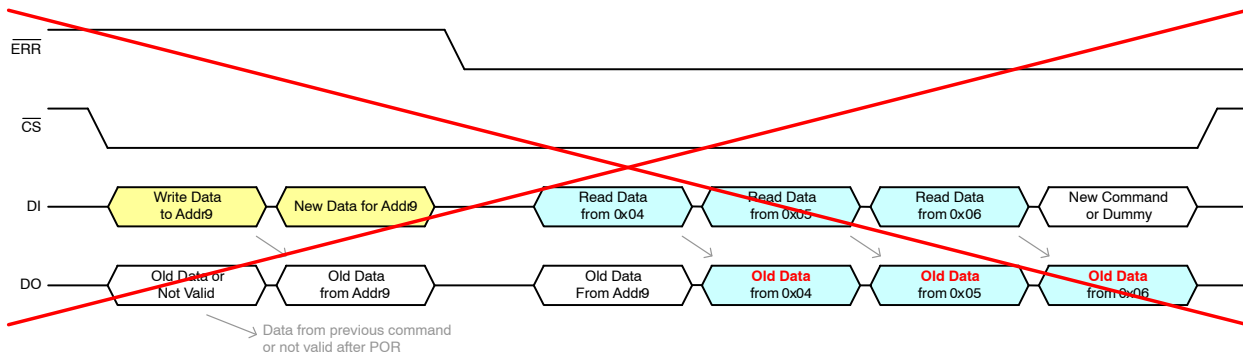 ERR
CS
DI
Write Data
to Addr9
New Data for Addr9
Read Data
from 0x04
Read Data
from 0x05
Read Data
from 0x06
New Command
or Dummy
DO
Old Data or
Not Valid
Old Data
from Addr9
Old Data
From Addr9
Old Data
from 0x04
Old Data
from 0x05
Old Data
from 0x06
Data from previous command
or not valid after POR